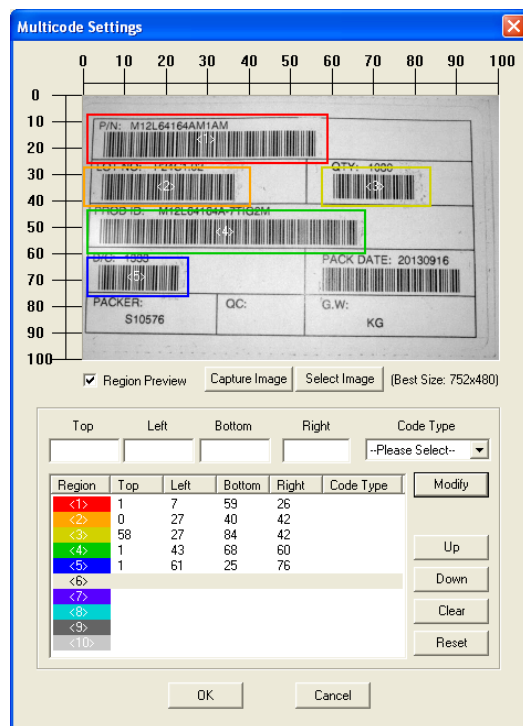 Multicode Settings
0 10 20 30 40 50 60 70 80 90 100
0
10
20
30
40
50
60
70
80
90
100
P/N: M12L64164AM1AM
<1>
LOT NO:
QTY: 1000
<2>
<3>
PROD ID: M12L64164A-7TIG2M
<4>
D/C: 1333
PACK DATE: 20130916
<5>
PACKER: QC: G.W:
S10576 KG
Region Preview Capture Image Select Image (Best Size: 752x480)
Top Left Bottom Right Code Type
--Please Select--
Region Top Left Bottom Right Code Type Modify
<1> 1 7 59 26
<2> 0 27 40 42
<3> 58 27 84 42
<4> 1 43 68 60 Up
<5> 1 61 25 76
<6> Down
<7>
<8> Clear
<9>
<10> Reset
OK Cancel